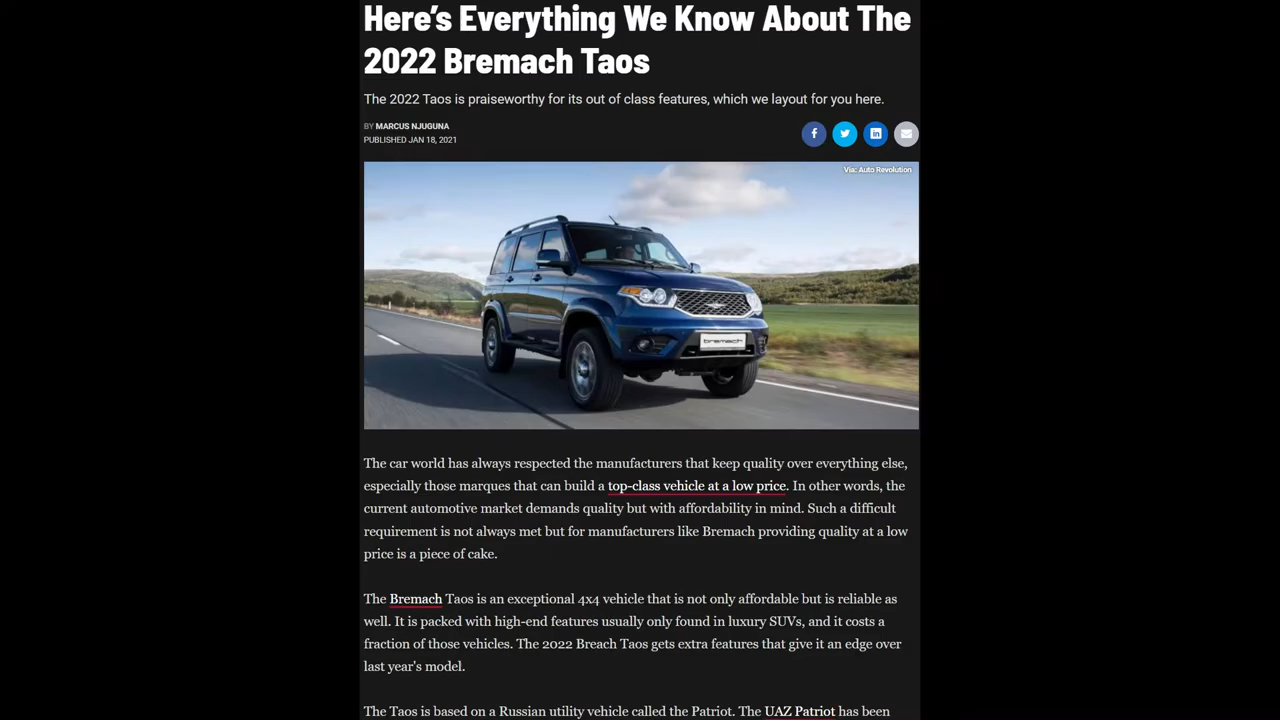 Here's Everything We Know About The
2022 Bremach Taos
The 2022 Taos is praiseworthy for its out of class features, which we layout for you here.
BY MARCUS NJUGUNA
PUBLISHED JAN 18, 2021
Via: Auto Revolution
bremach
The car world has always respected the manufacturers that keep quality over everything else,
especially those marques that can build a top-class vehicle at a low price. In other words, the
current automotive market demands quality but with affordability in mind. Such a difficult
requirement is not always met but for manufacturers like Bremach providing quality at a low
price is a piece of cake.
The Bremach Taos is an exceptional 4x4 vehicle that is not only affordable but is reliable as
well. It is packed with high-end features usually only found in luxury SUVs, and it costs a
fraction of those vehicles. The 2022 Breach Taos gets extra features that give it an edge over
last year's model.
The Taos is based on a Russian utility vehicle called the Patriot. The UAZ Patriot has been